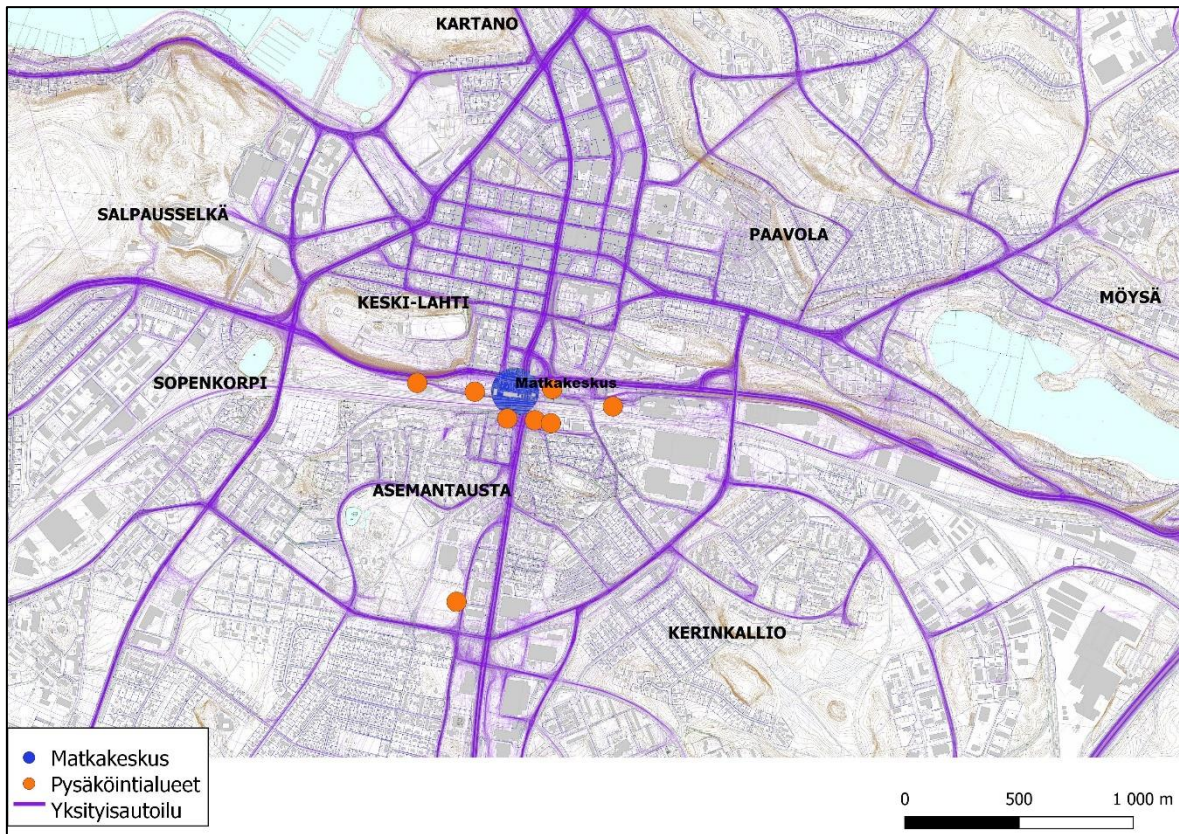 KARTANO
SALPAUSSELKÄ
PAAVOLA
MÖYSÄ
KESKI-LAHTI
SOPENKORPI
Matkakeskus
ASEMANTAUSTA
KERINKALLIO
Matkakeskus
Pysäköintialueet
Yksityisautoilu
0 500 1 000 m